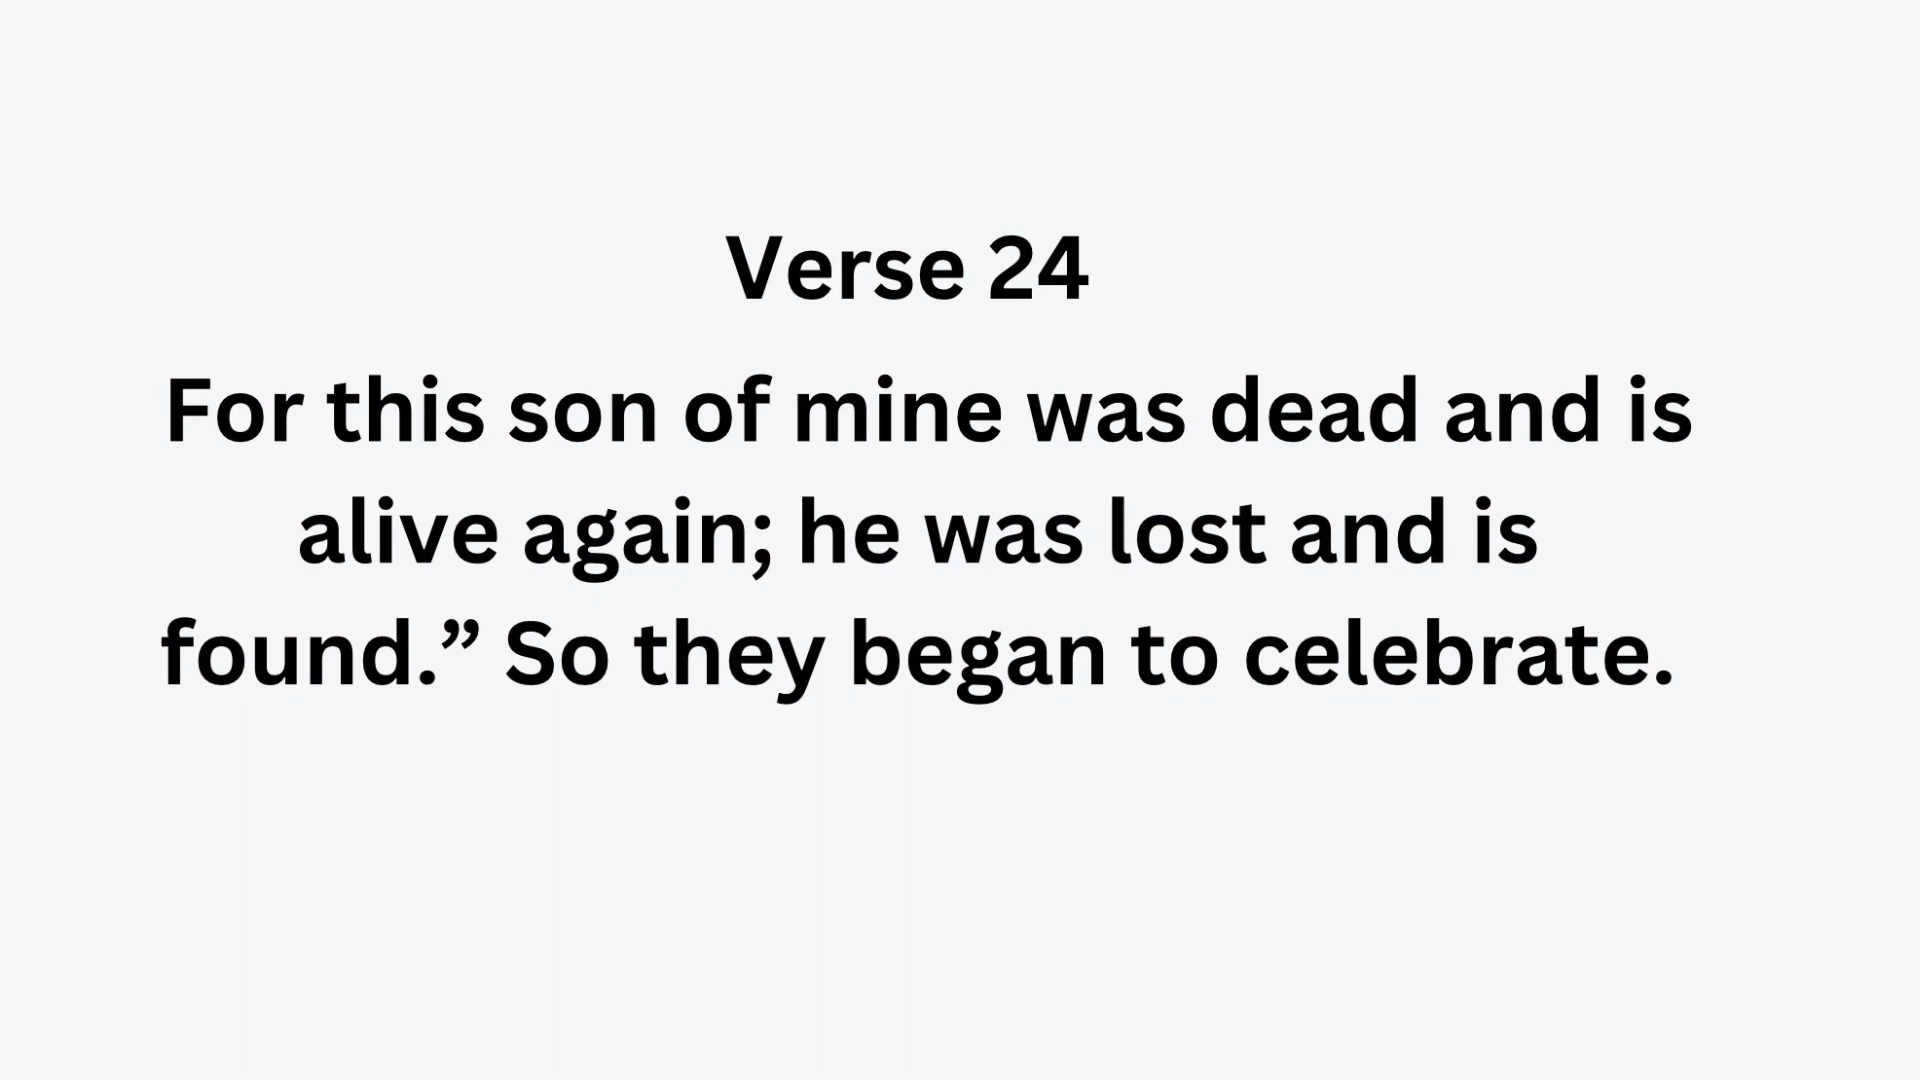 Verse 24
For this son of mine was dead and is
alive again; he was lost and is
found.” So they began to celebrate.